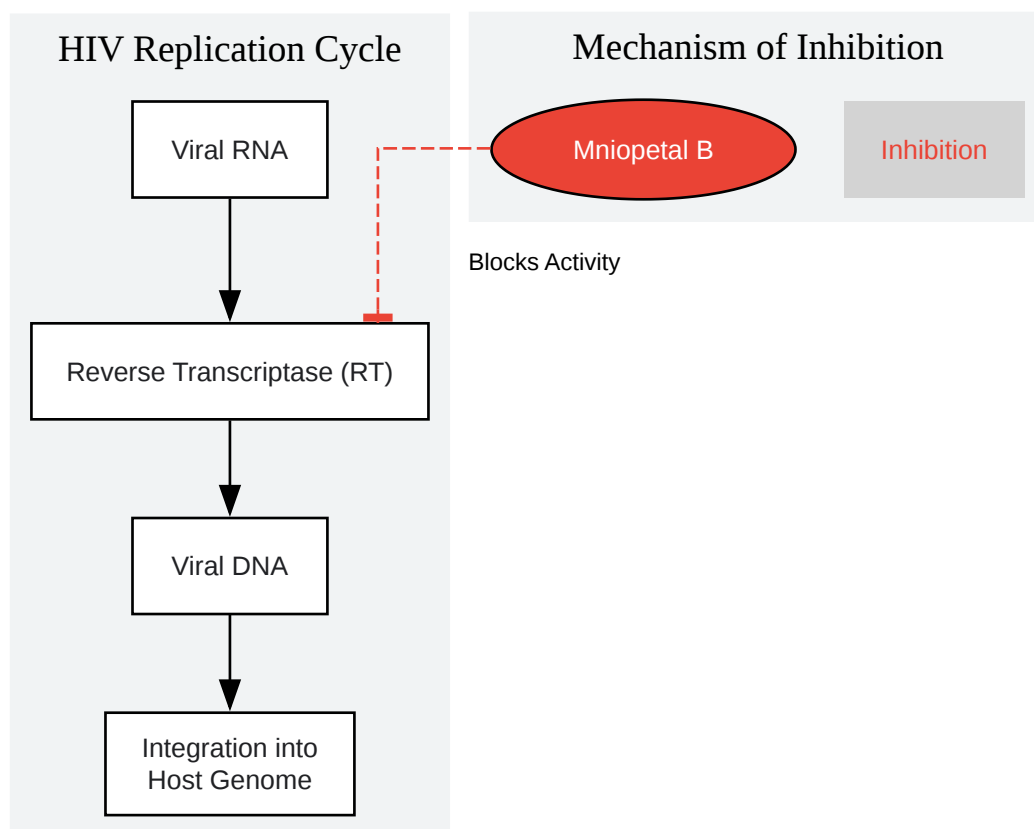 HIV Replication Cycle
Viral RNA
Reverse Transcriptase (RT)
Viral DNA
Integration into
Host Genome
Mechanism of Inhibition
Mniopetal B
Inhibition
Blocks Activity